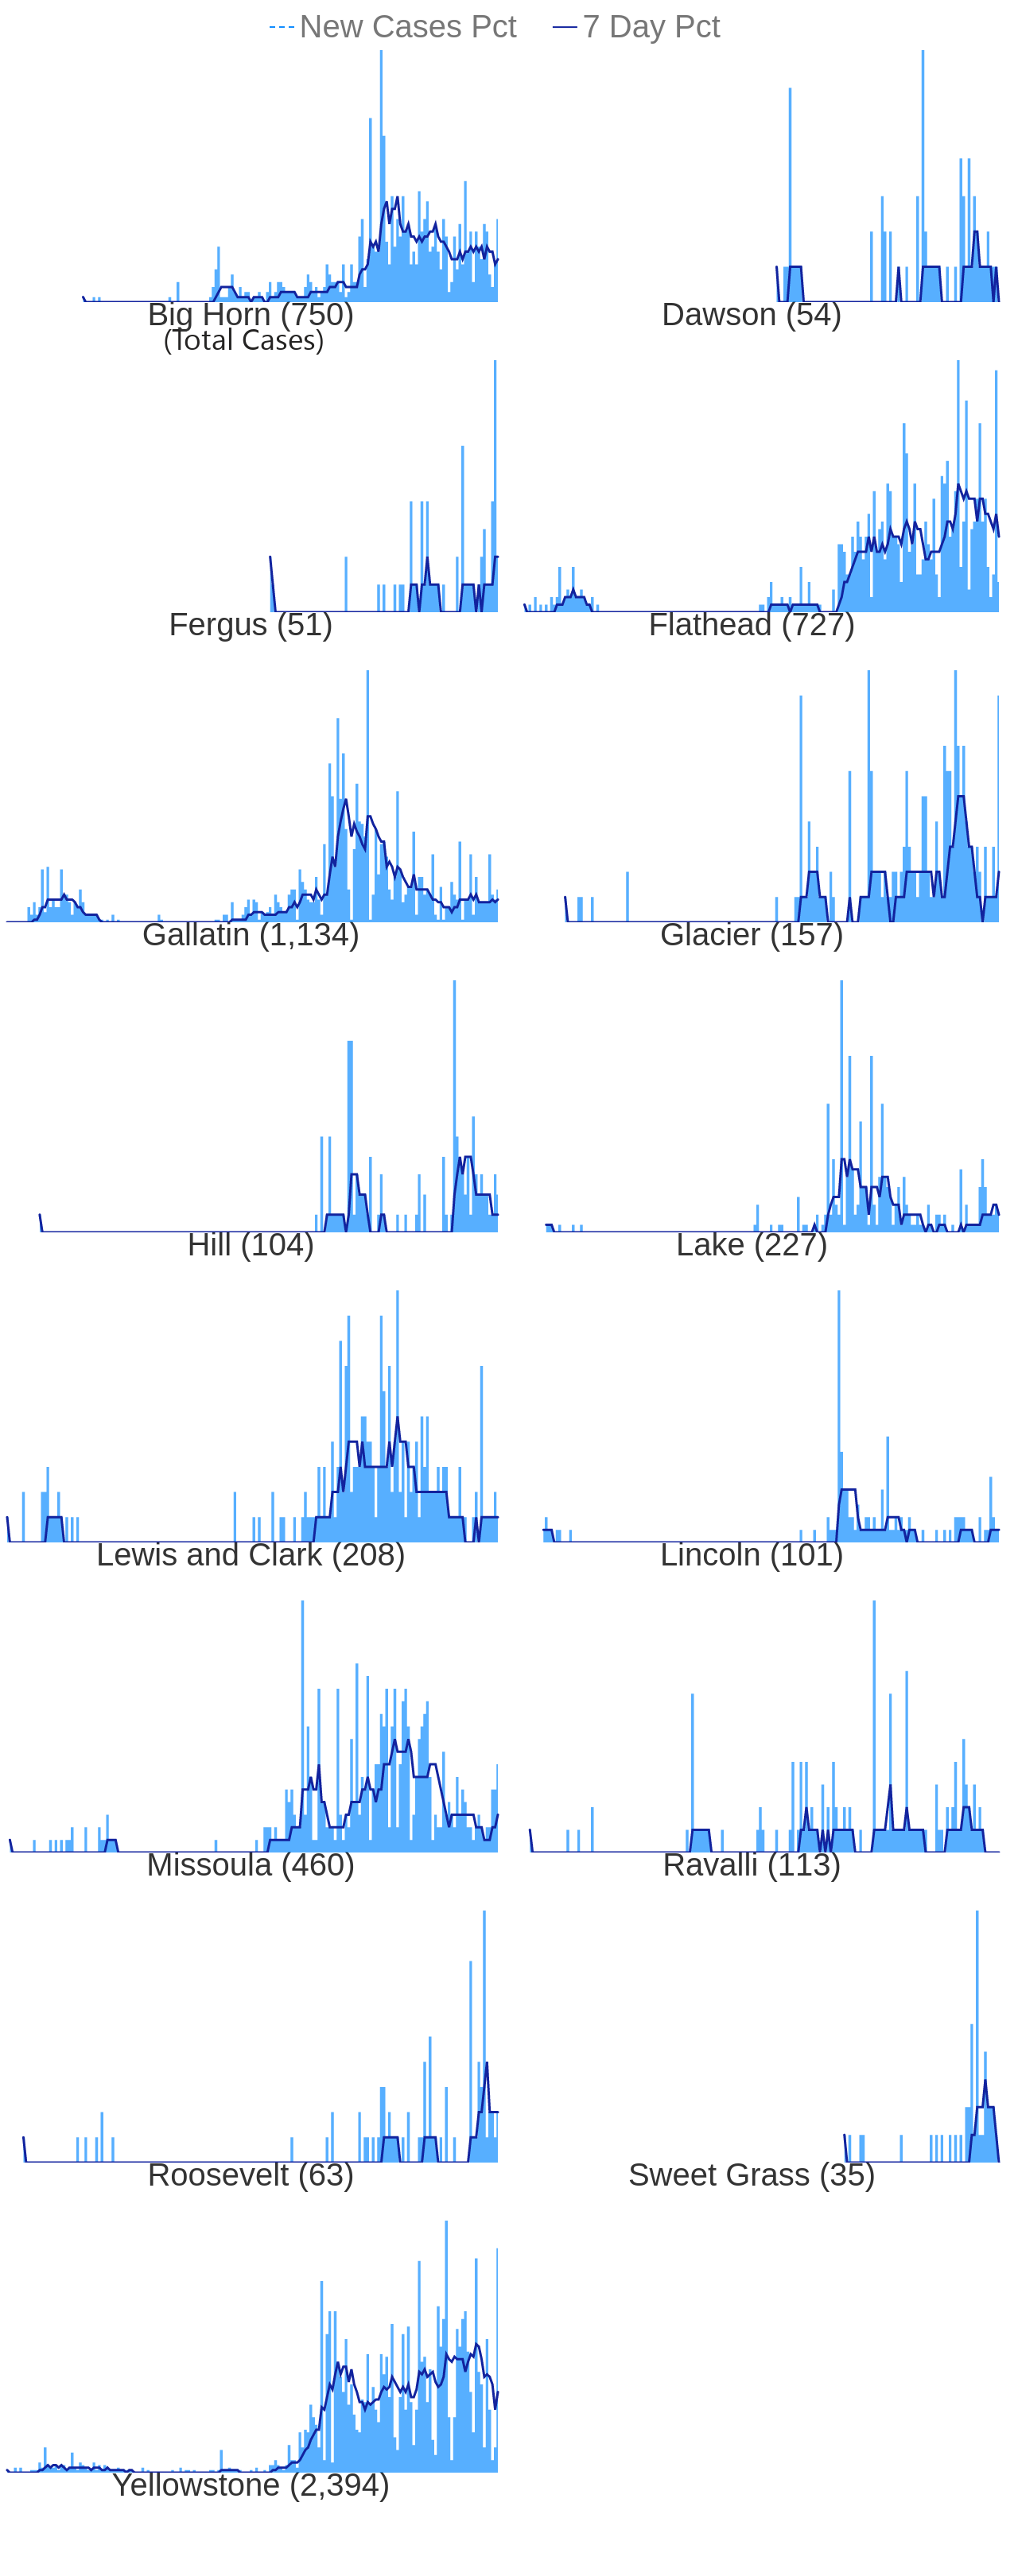 New Cases Pct 7 Day Pct
Big Horn (750)
(Total Cases)
Dawson (54)
Fergus (51)
Flathead (727)
Gallatin (1,134)
Glacier (157)
Hill (104)
Lake (227)
Lewis and Clark (208)
Lincoln (101)
Missoula (460)
Ravalli (113)
Roosevelt (63)
Sweet Grass (35)
Yellowstone (2,394)